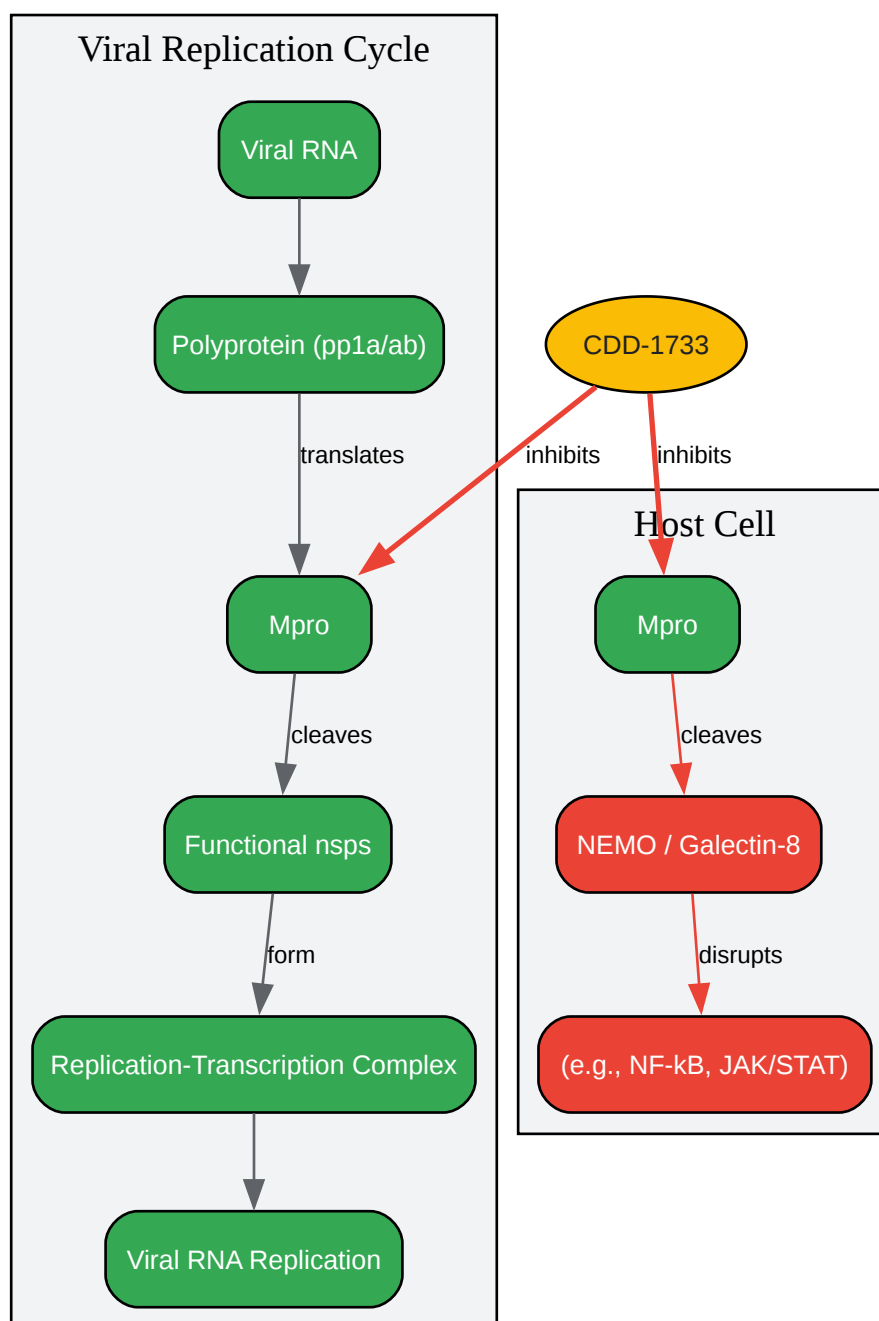 Viral Replication Cycle
Viral RNA
Polyprotein (pp1a/ab)
translates
Mpro
cleaves
Functional nsps
form
Replication-Transcription Complex
Viral RNA Replication
CDD-1733
inhibits
inhibits
Host Cell
Mpro
cleaves
NEMO / Galectin-8
disrupts
(e.g., NF-kB, JAK/STAT)